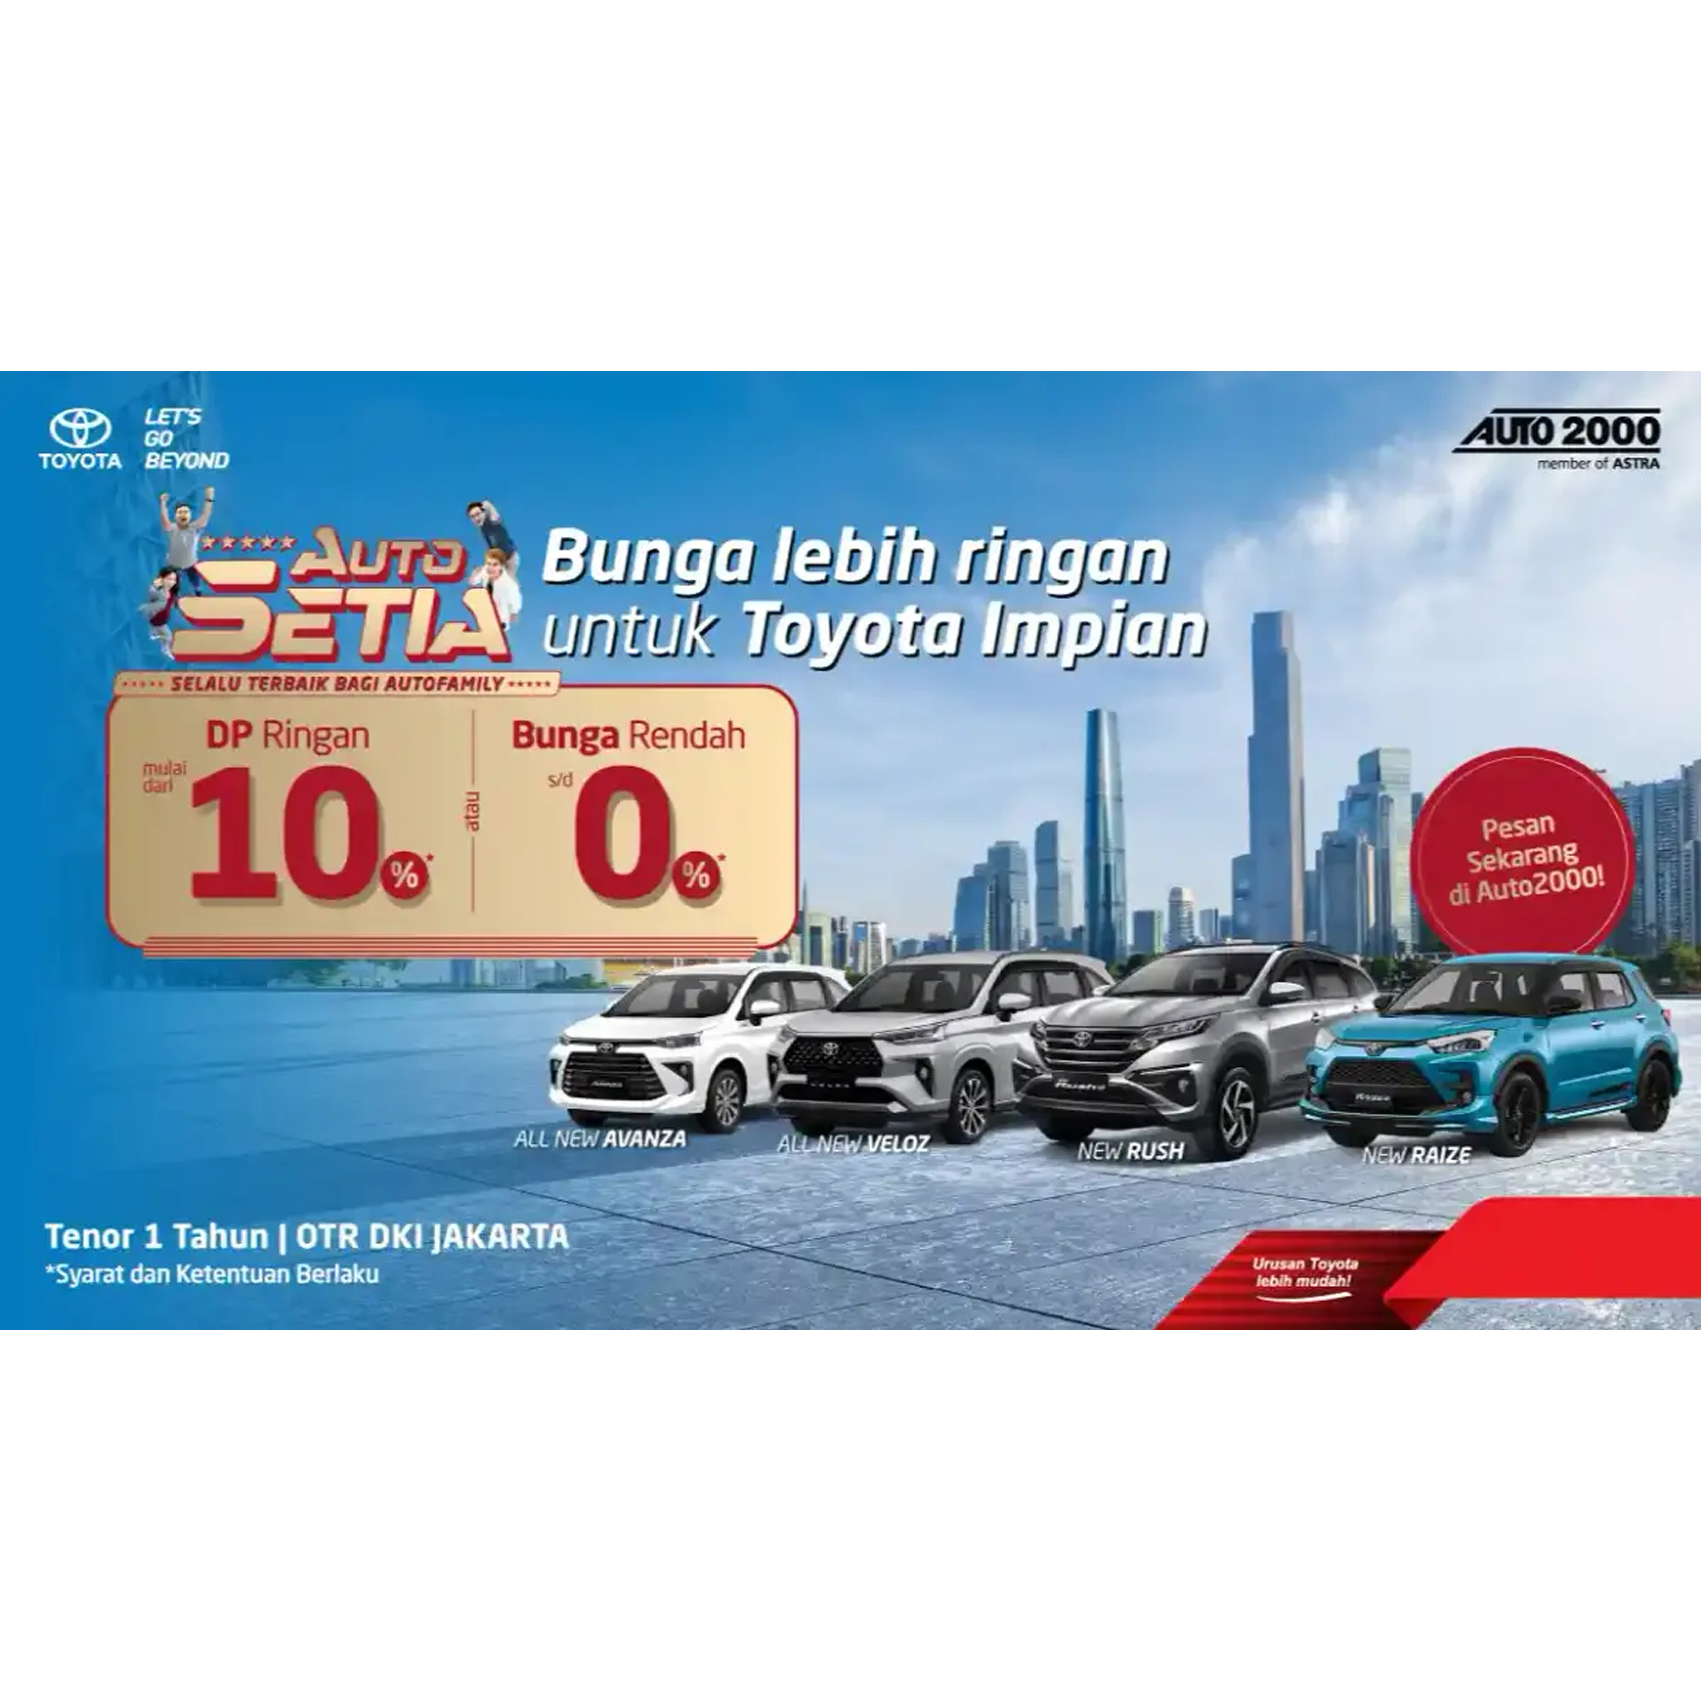 TOYOTA
LET'S
GO
BEYOND
AUTO 2000
member of ASTRA
AUTO
SETIA
SELALU TERBAIK BAGI AUTOFAMILY
Bunga lebih ringan
untuk Toyota Impian
DP Ringan
mulai
dari
10%*
atau
Bunga Rendah
s/d
0%*
Pesan
Sekarang
di Auto2000!
ALL NEW AVANZA
ALL NEW VELOZ
NEW RUSH
NEW RAIZE
Tenor 1 Tahun | OTR DKI JAKARTA
*Syarat dan Ketentuan Berlaku
Urusan Toyota
lebih mudah!